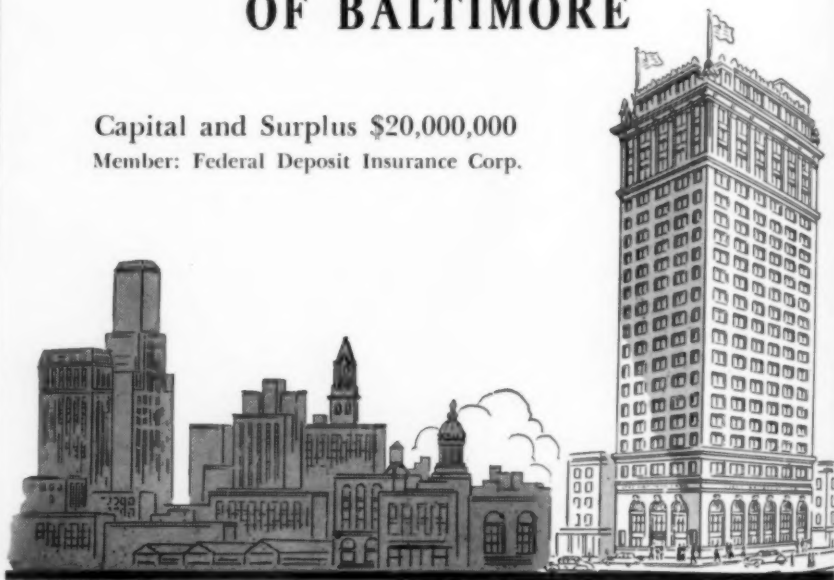 OF BALTIMORE
Capital and Surplus $20,000,000
Member: Federal Deposit Insurance Corp.